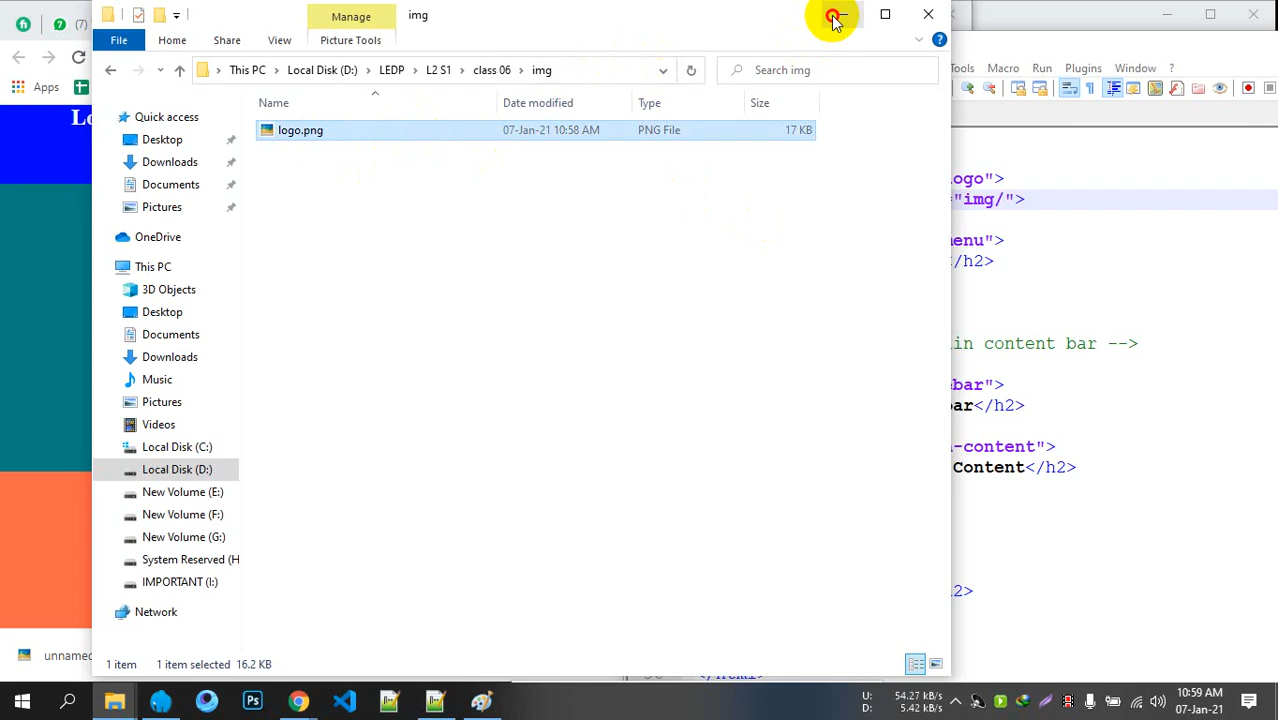 Manage
img
File
Home
Share
View
Picture Tools
This PC
Local Disk (D:)
LEDP
L2 S1
class 06
img
Search img
Name
Date modified
Type
Size
logo.png
07-Jan-21 10:58 AM
PNG File
17 KB
Quick access
Desktop
Downloads
Documents
Pictures
OneDrive
This PC
3D Objects
Desktop
Documents
Downloads
Music
Pictures
Videos
Local Disk (C:)
Local Disk (D:)
New Volume (E:)
New Volume (F:)
New Volume (G:)
System Reserved (H
IMPORTANT (I:)
Network
1 item
1 item selected 16.2 KB
(7)
Apps
Lo
unnamed
Tools
Macro
Run
Plugins
Window
?
ogo">
="img/">
menu">
</h2>
in content bar -->
bar">
ar</h2>
-content">
Content</h2>
2>
Ps
U:
54.27 kB/s
D:
5.42 kB/s
10:59 AM
07-Jan-21